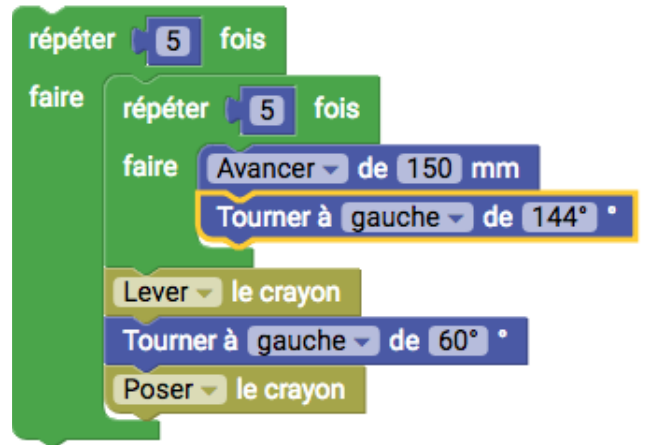 répéter 5 fois
faire
répéter 5 fois
faire
Avancer de 150 mm
Tourner à gauche de 144° °
Lever le crayon
Tourner à gauche de 60° °
Poser le crayon